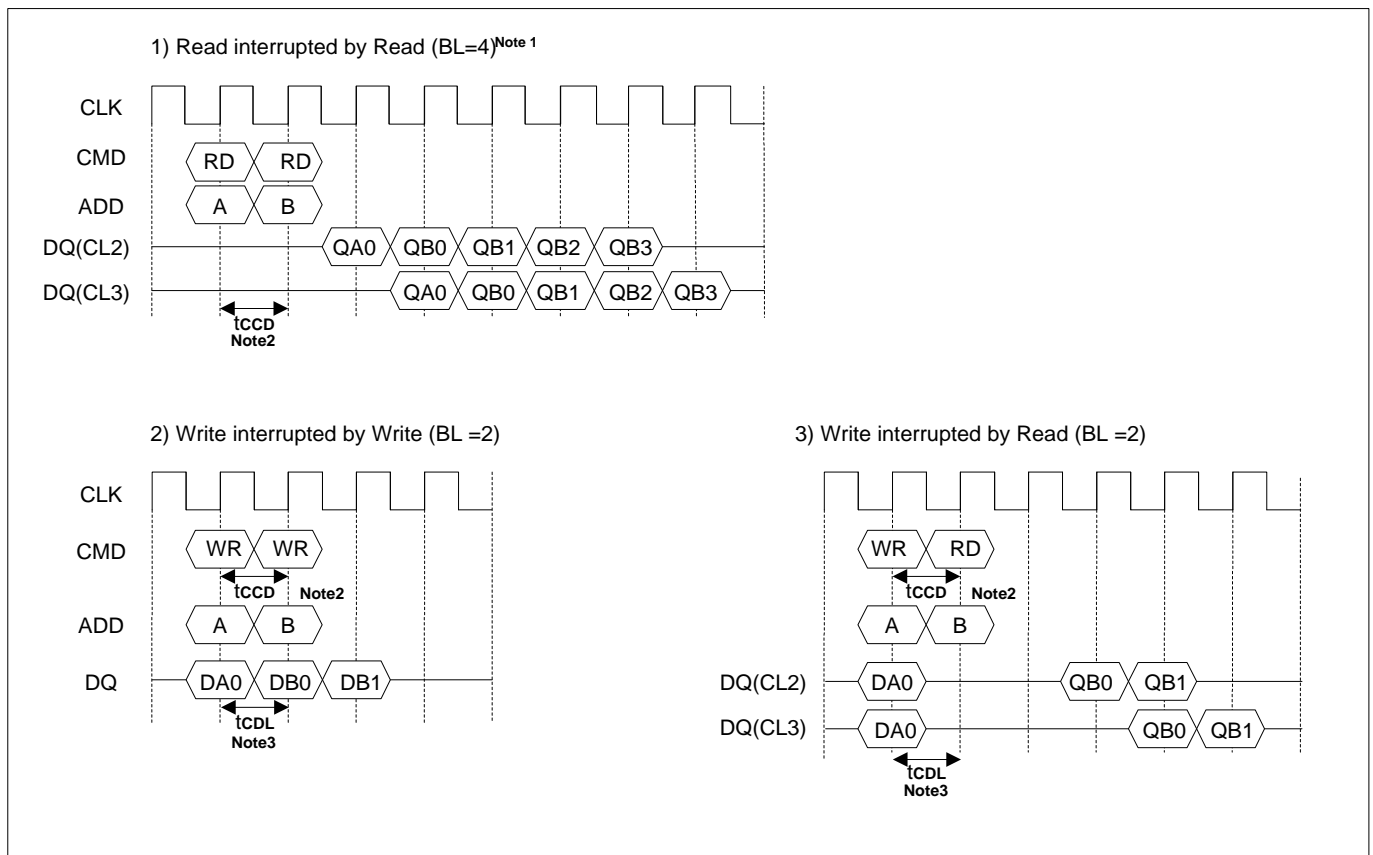 1) Read interrupted by Read (BL=4)Note 1
CLK
CMD RD RD
ADD A B
DQ(CL2) QA0 QB0 QB1 QB2 QB3
DQ(CL3) QA0 QB0 QB1 QB2 QB3
tCCD
Note2
2) Write interrupted by Write (BL =2)
CLK
CMD WR WR
tCCD Note2
ADD A B
DQ DA0 DB0 DB1
tCDL
Note3
3) Write interrupted by Read (BL =2)
WR RD
tCCD Note2
A B
DQ(CL2) DA0 QB0 QB1
DQ(CL3) DA0 QB0 QB1
tCDL
Note3